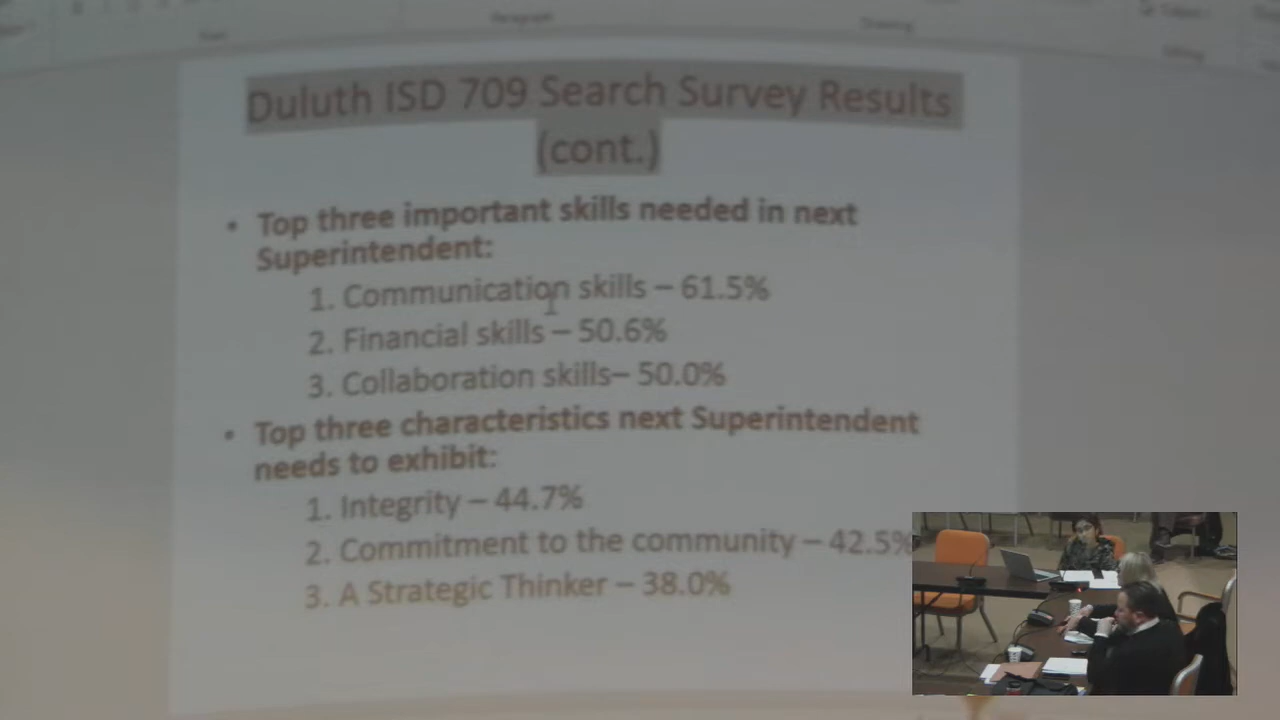 Paragraph
Drawing
Duluth ISD 709 Search Survey Results
(cont.)
• Top three important skills needed in next
Superintendent:
1. Communication skills – 61.5%
2. Financial skills – 50.6%
3. Collaboration skills– 50.0%
• Top three characteristics next Superintendent
needs to exhibit:
1. Integrity – 44.7%
2. Commitment to the community – 42.5%
3. A Strategic Thinker – 38.0%